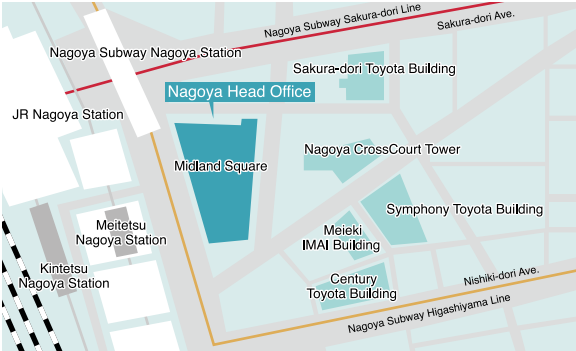 Nagoya Subway Sakura-dori Line
Sakura-dori Ave.
Nagoya Subway Nagoya Station
Sakura-dori Toyota Building
Nagoya Head Office
JR Nagoya Station
Nagoya CrossCourt Tower
Midland Square
Symphony Toyota Building
Meitetsu
Nagoya Station
Meieki
IMAI Building
Kintetsu
Nagoya Station
Century
Toyota Building
Nishiki-dori Ave.
Nagoya Subway Higashiyama Line